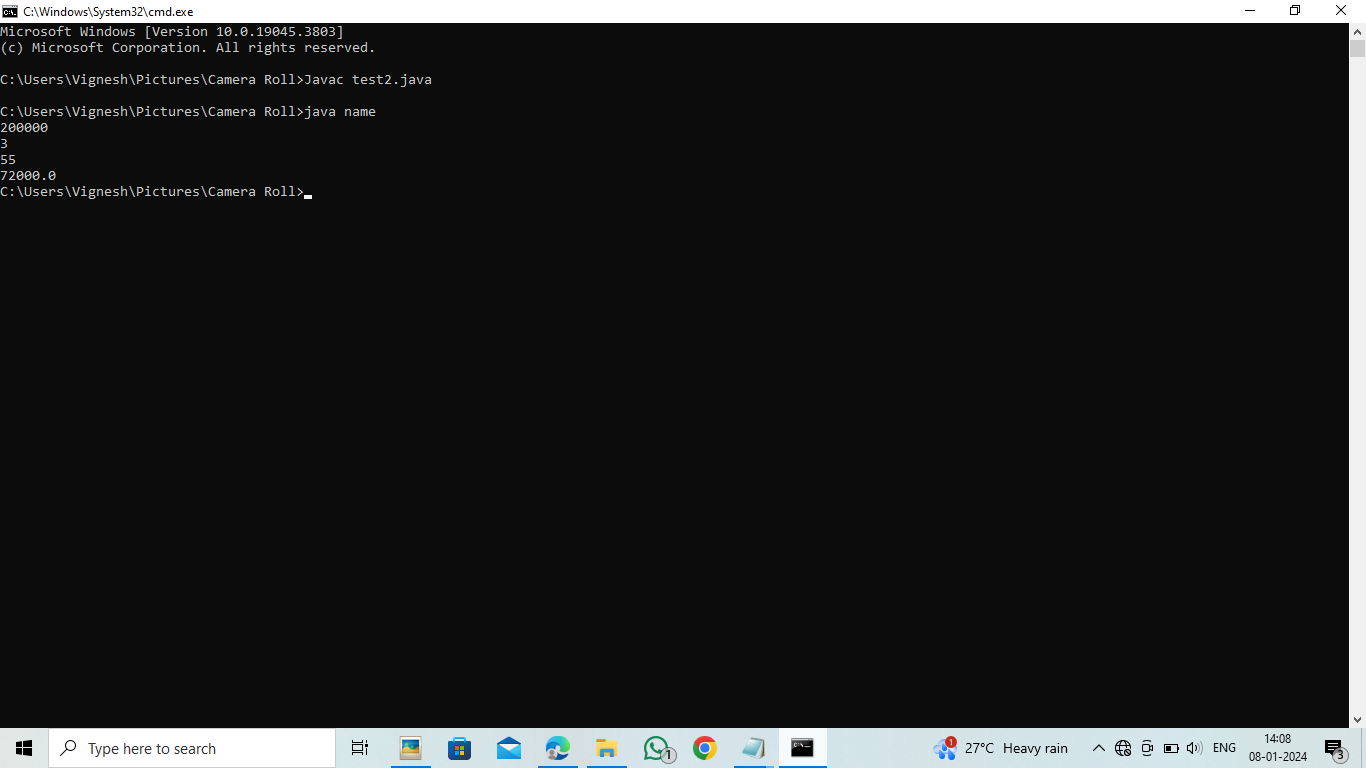 C:\Windows\System32\cmd.exe
Microsoft Windows [Version 10.0.19045.3803]
(c) Microsoft Corporation. All rights reserved.
C:\Users\Vignesh\Pictures\Camera Roll>Javac test2.java
C:\Users\Vignesh\Pictures\Camera Roll>java name
200000
3
55
72000.0
C:\Users\Vignesh\Pictures\Camera Roll>
Type here to search
1
1
27°C Heavy rain
ENG
14:08
08-01-2024
3